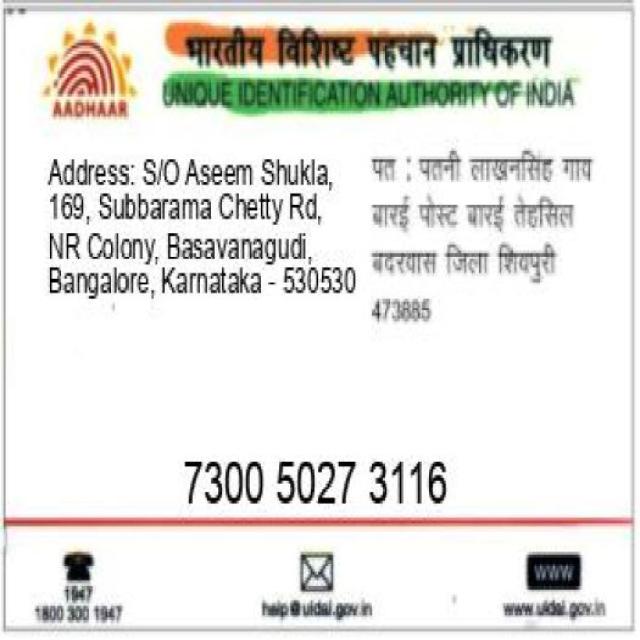 भारतीय विशिष्ट पहचान प्राधिकरण
UNIQUE IDENTIFICATION AUTHORITY OF INDIA
AADHAAR
Address: S/O Aseem Shukla,
169, Subbarama Chetty Rd,
NR Colony, Basavanagudi,
Bangalore, Karnataka - 530530
पत : पतनी लाखनसिंह गाव
बारई पोस्ट बारई तेहसिल
बदरवास जिला शिवपुरी
473885
7300 5027 3116
1947
1800 300 1947
help@uidai.gov.in
WWW
www.uidai.gov.in